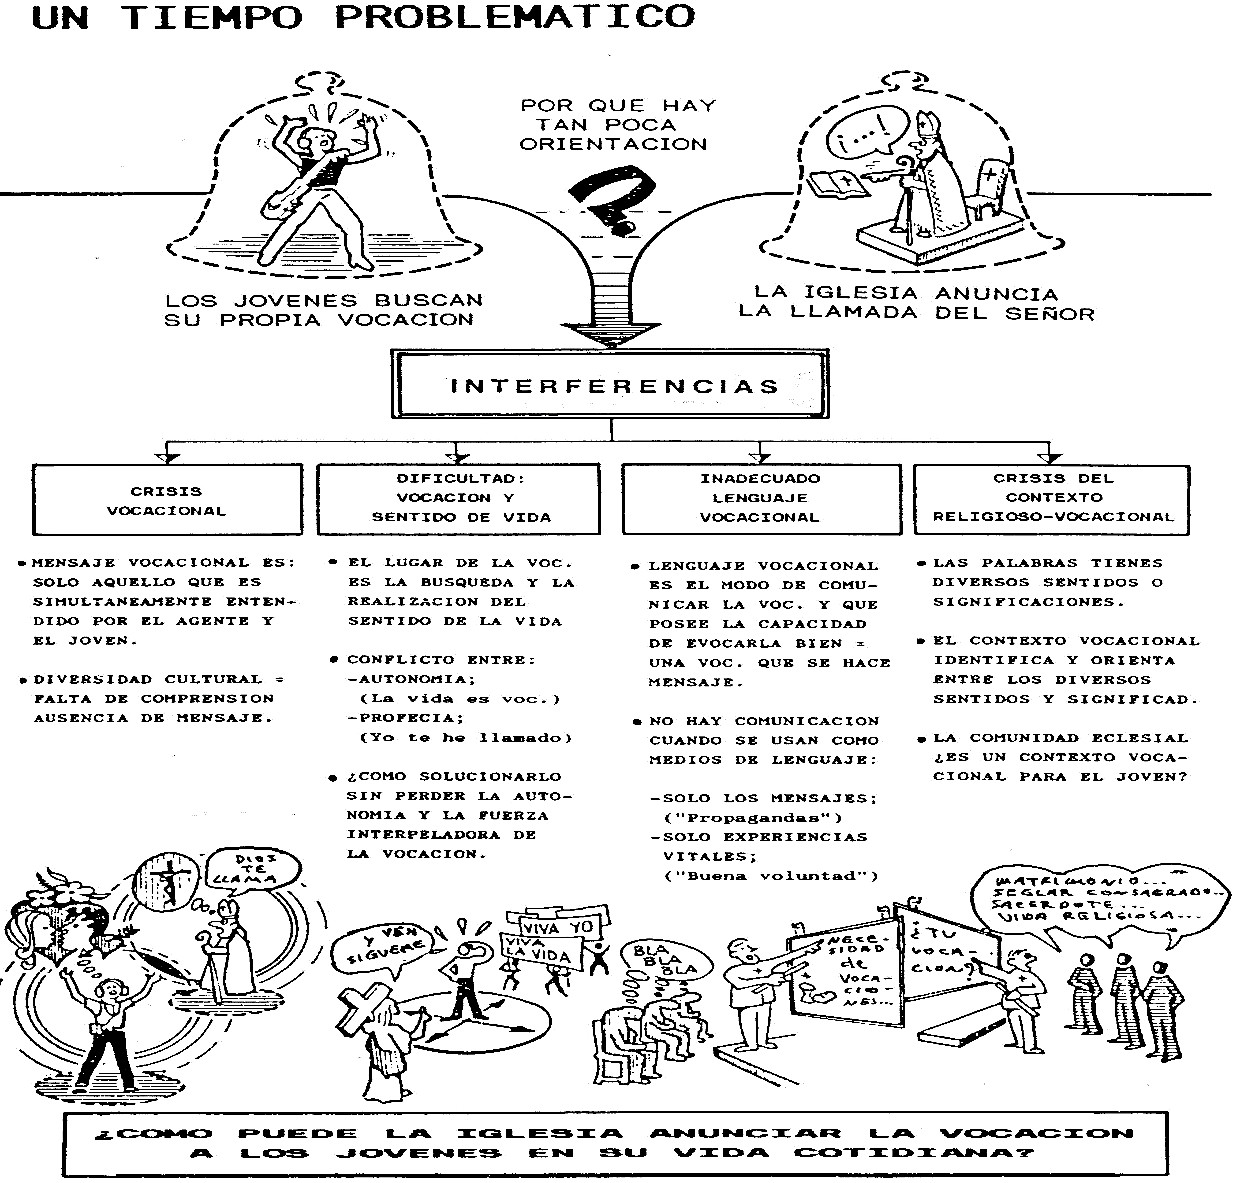 UN TIEMPO PROBLEMATICO
POR QUE HAY
TAN POCA
ORIENTACION
?
(....!)
LOS JOVENES BUSCAN
SU PROPIA VOCACION
LA IGLESIA ANUNCIA
LA LLAMADA DEL SEÑOR
INTERFERENCIAS
CRISIS
VOCACIONAL
• MENSAJE VOCACIONAL ES:
SOLO AQUELLO QUE ES
SIMULTANEAMENTE ENTEN-
DIDO POR EL AGENTE Y
EL JOVEN.
• DIVERSIDAD CULTURAL =
FALTA DE COMPRENSION
AUSENCIA DE MENSAJE.
DIFICULTAD:
VOCACION Y
SENTIDO DE VIDA
• EL LUGAR DE LA VOC.
ES LA BUSQUEDA Y LA
REALIZACION DEL
SENTIDO DE LA VIDA
• CONFLICTO ENTRE:
-AUTONOMIA;
(La vida es voc.)
-PROFECIA;
(Yo te he llamado)
• ¿COMO SOLUCIONARLO
SIN PERDER LA AUTO-
NOMIA Y LA FUERZA
INTERPELADORA DE
LA VOCACION.
INADECUADO
LENGUAJE
VOCACIONAL
• LENGUAJE VOCACIONAL
ES EL MODO DE COMU-
NICAR LA VOC. Y QUE
POSEE LA CAPACIDAD
DE EVOCARLA BIEN =
UNA VOC. QUE SE HACE
MENSAJE.
• NO HAY COMUNICACION
CUANDO SE USAN COMO
MEDIOS DE LENGUAJE:
-SOLO LOS MENSAJES;
("Propagandas")
-SOLO EXPERIENCIAS
VITALES;
("Buena voluntad")
CRISIS DEL
CONTEXTO
RELIGIOSO-VOCACIONAL
• LAS PALABRAS TIENES
DIVERSOS SENTIDOS O
SIGNIFICACIONES.
• EL CONTEXTO VOCACIONAL
IDENTIFICA Y ORIENTA
ENTRE LOS DIVERSOS
SENTIDOS Y SIGNIFICAD.
• LA COMUNIDAD ECLESIAL
¿ES UN CONTEXTO VOCA-
CIONAL PARA EL JOVEN?
DIOS
TE
LLAMA
Y VEN
SIGUEME
VIVA YO
VIVA
LA VIDA
BLA
BLA
BLA
NECE-
SIDAD
de
VOCA-
CIO-
NES...
¿TU
VOCA-
CION?
MATRIMONIO...
SEGLAR CONSAGRADO...
SACERDOTE...
VIDA RELIGIOSA...
¿COMO PUEDE LA IGLESIA ANUNCIAR LA VOCACION
A LOS JOVENES EN SU VIDA COTIDIANA?